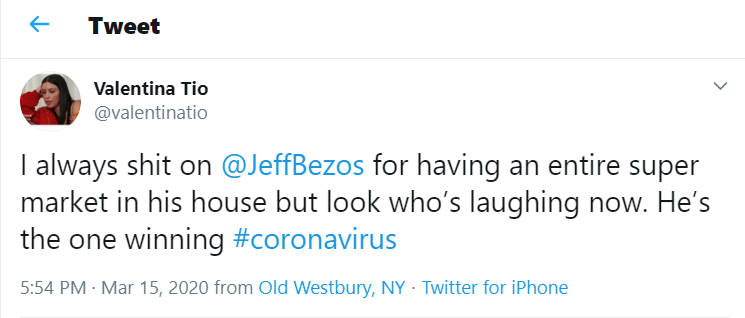 Tweet
Valentina Tio
@valentinatio
I always shit on @JeffBezos for having an entire super
market in his house but look who’s laughing now. He’s
the one winning #coronavirus
5:54 PM · Mar 15, 2020 from Old Westbury, NY · Twitter for iPhone